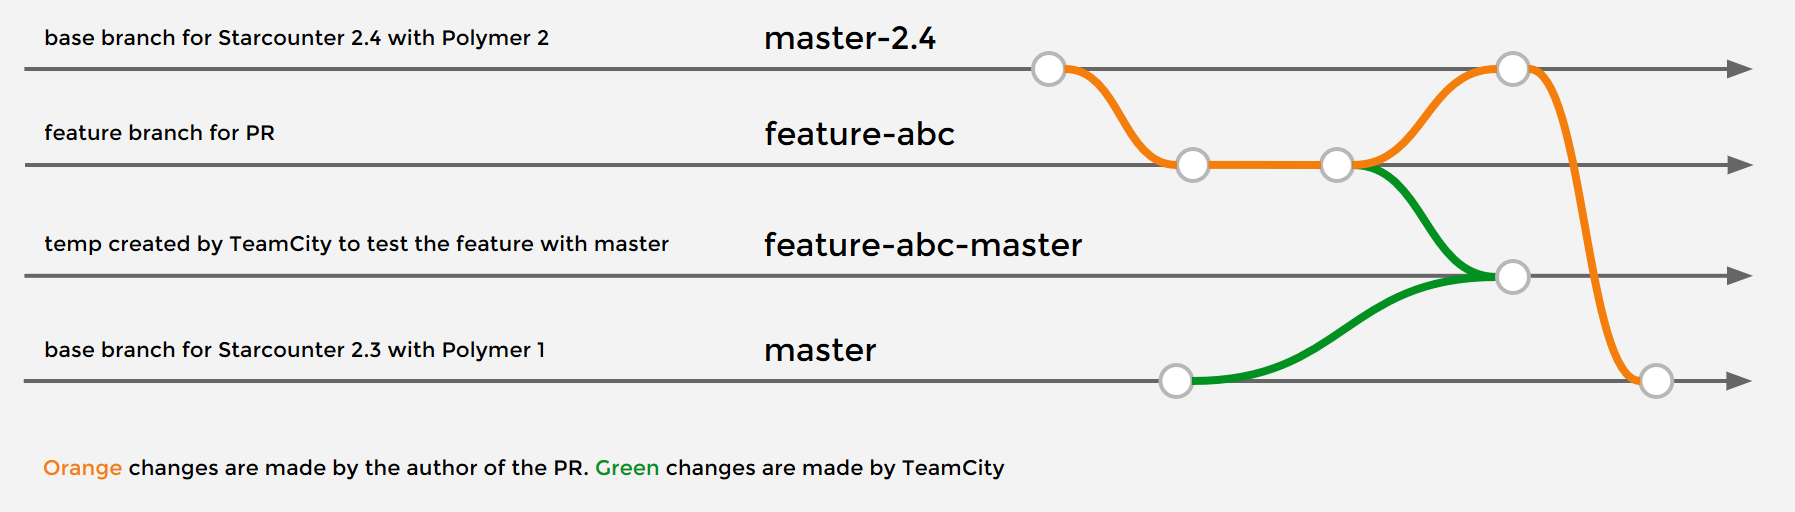 base branch for Starcounter 2.4 with Polymer 2
master-2.4
feature branch for PR
feature-abc
temp created by TeamCity to test the feature with master
feature-abc-master
base branch for Starcounter 2.3 with Polymer 1
master
Orange changes are made by the author of the PR. Green changes are made by TeamCity